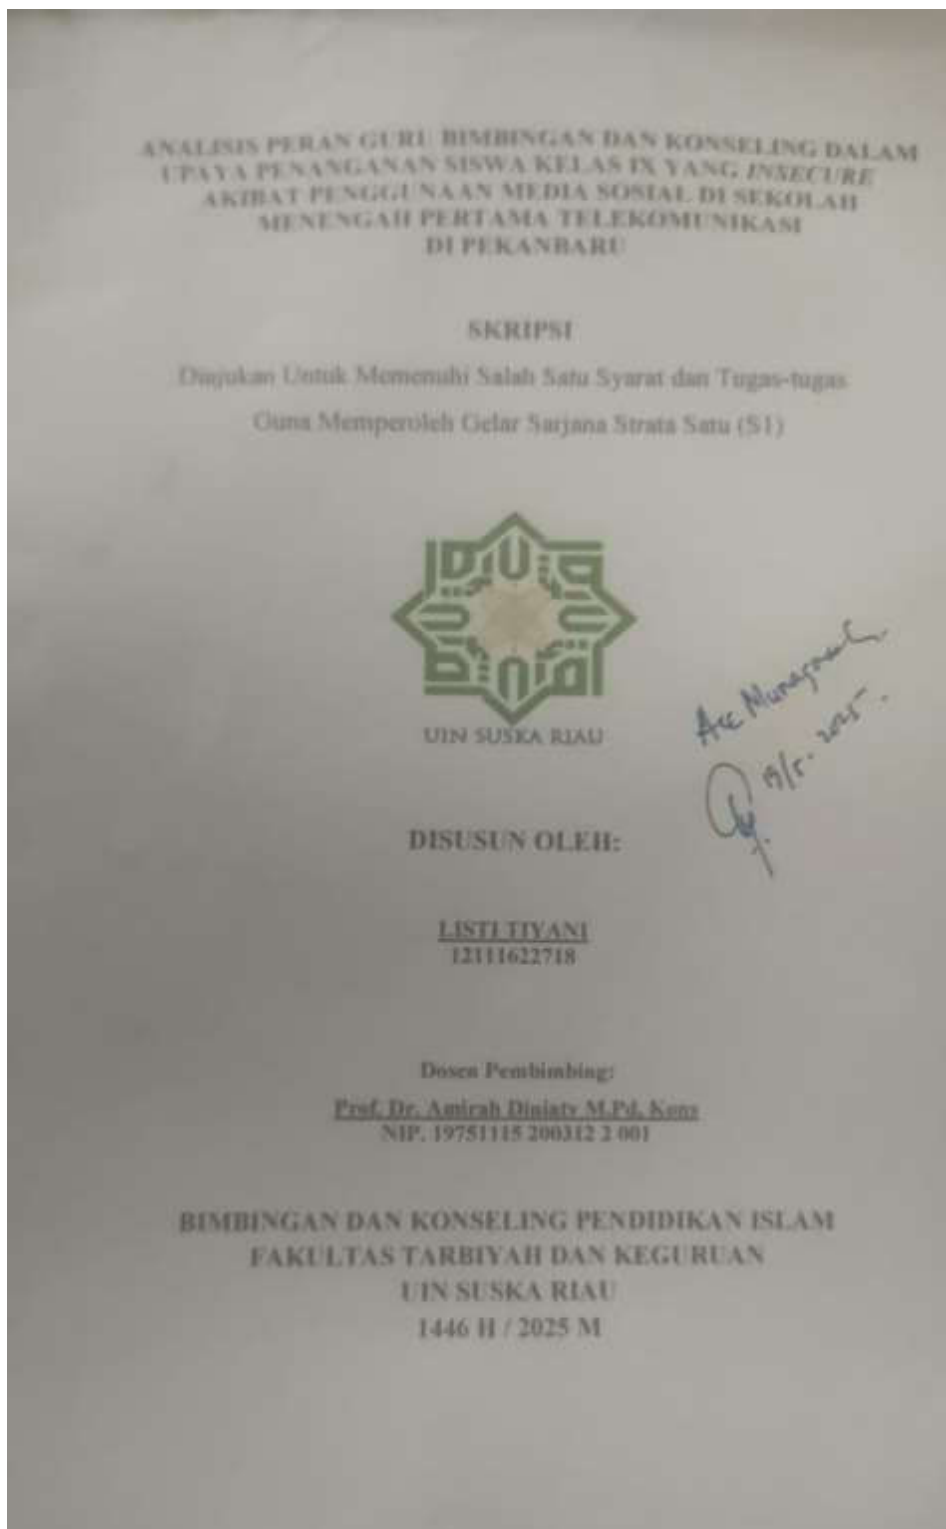 ANALISIS PERAN GURU BIMBINGAN DAN KONSELING DALAM
UPAYA PENANGANAN SISWA KELAS IX YANG INSECURE
AKIBAT PENGGUNAAN MEDIA SOSIAL DI SEKOLAH
MENENGAH PERTAMA TELEKOMUNIKASI
DI PEKANBARU
SKRIPSI
Diajukan Untuk Memenuhi Salah Satu Syarat dan Tugas-tugas
Guna Memperoleh Gelar Sarjana Strata Satu (S1)
UIN SUSKA RIAU
Acc Munaqasah
19/5-2025.
DISUSUN OLEH:
LISTI TIYANI
12111622718
Dosen Pembimbing:
Prof. Dr. Amirah Diniaty M.Pd. Kons
NIP. 19751115 200312 2 001
BIMBINGAN DAN KONSELING PENDIDIKAN ISLAM
FAKULTAS TARBIYAH DAN KEGURUAN
UIN SUSKA RIAU
1446 H / 2025 M